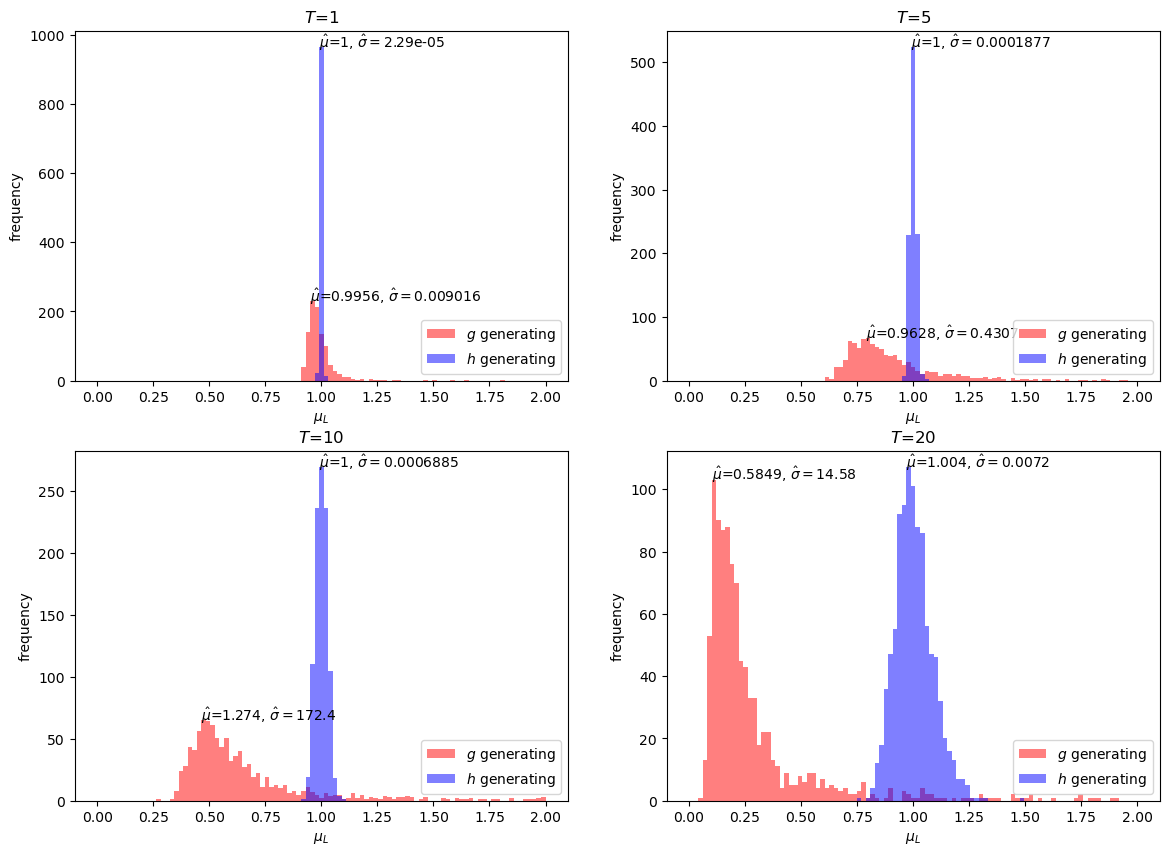 T=1
1000
800
600
400
200
0
frequency
μ̂=1, σ̂ = 2.29e-05
μ̂=0.9956, σ̂ = 0.009016
g generating
h generating
0.00 0.25 0.50 0.75 1.00 1.25 1.50 1.75 2.00
μ_L
T=5
500
400
300
200
100
0
frequency
μ̂=1, σ̂ = 0.0001877
μ̂=0.9628, σ̂ = 0.4307
g generating
h generating
0.00 0.25 0.50 0.75 1.00 1.25 1.50 1.75 2.00
μ_L
T=10
250
200
150
100
50
0
frequency
μ̂=1, σ̂ = 0.0006885
μ̂=1.274, σ̂ = 172.4
g generating
h generating
0.00 0.25 0.50 0.75 1.00 1.25 1.50 1.75 2.00
μ_L
T=20
100
80
60
40
20
0
frequency
μ̂=0.5849, σ̂ = 14.58
μ̂=1.004, σ̂ = 0.0072
g generating
h generating
0.00 0.25 0.50 0.75 1.00 1.25 1.50 1.75 2.00
μ_L